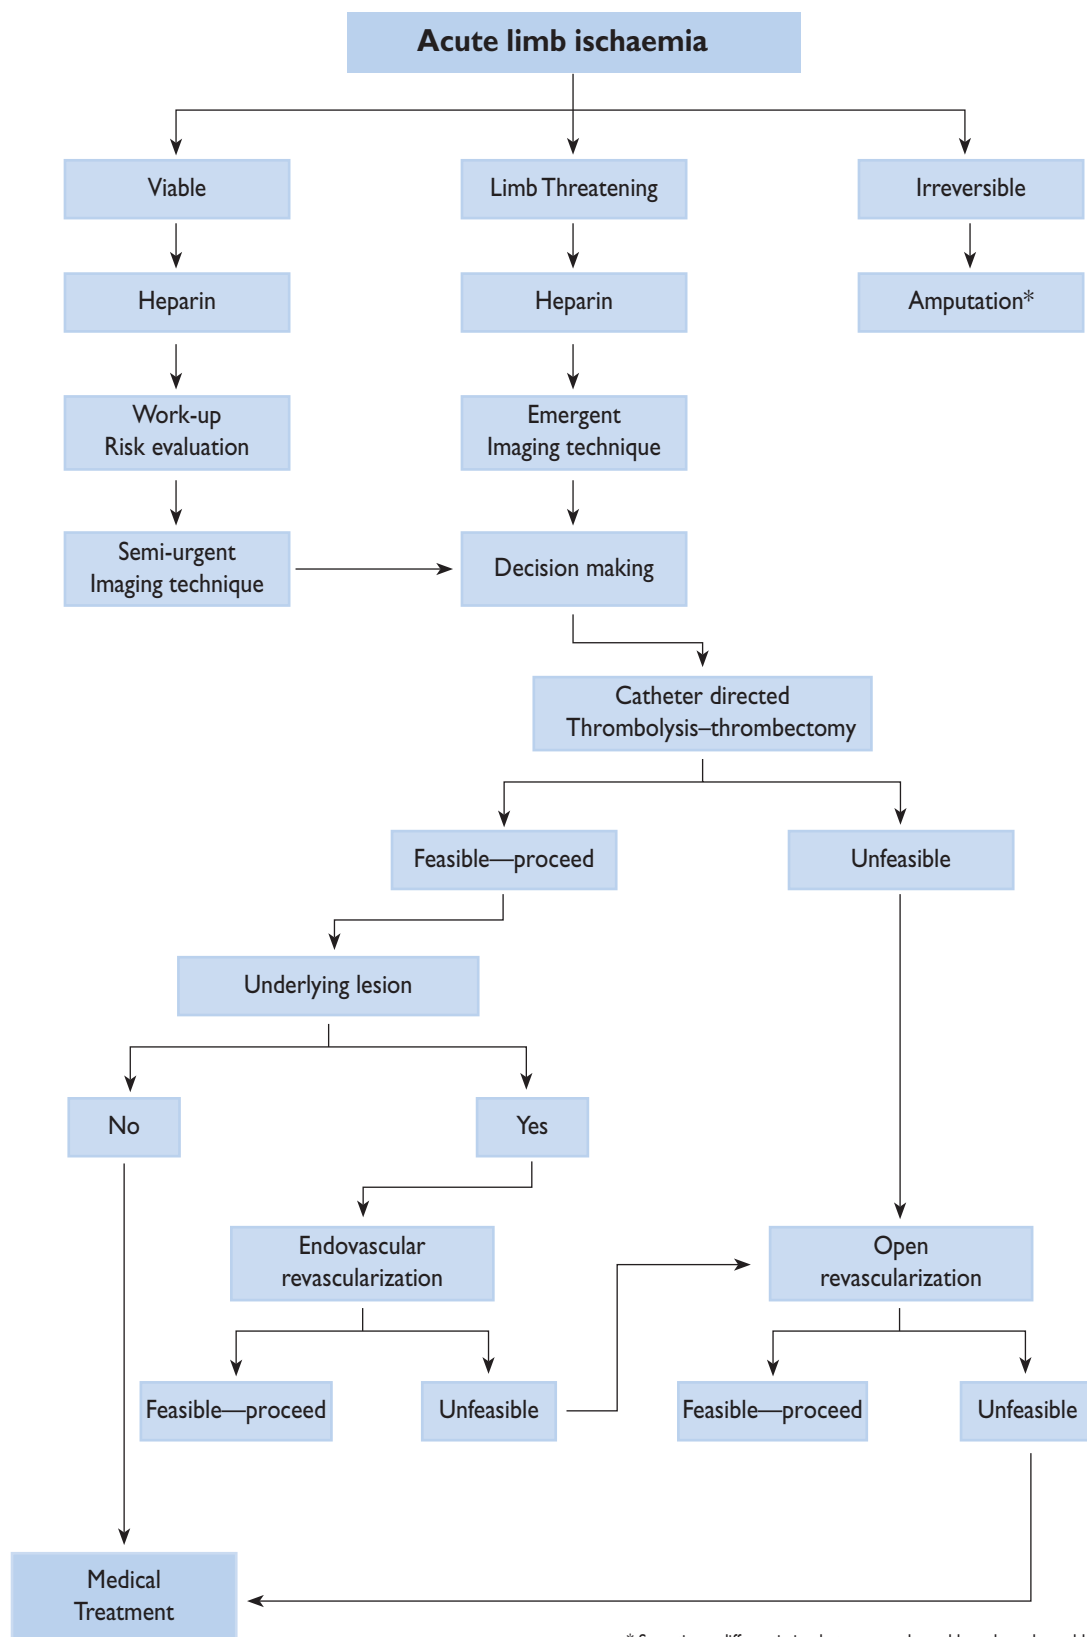 Acute limb ischaemia
Viable
Limb Threatening
Irreversible
Heparin
Heparin
Amputation*
Work-up
Risk evaluation
Emergent
Imaging technique
Semi-urgent
Imaging technique
Decision making
Catheter directed
Thrombolysis–thrombectomy
Feasible—proceed
Unfeasible
Underlying lesion
No
Yes
Endovascular
revascularization
Open
revascularization
Feasible—proceed
Unfeasible
Feasible—proceed
Unfeasible
Medical
Treatment